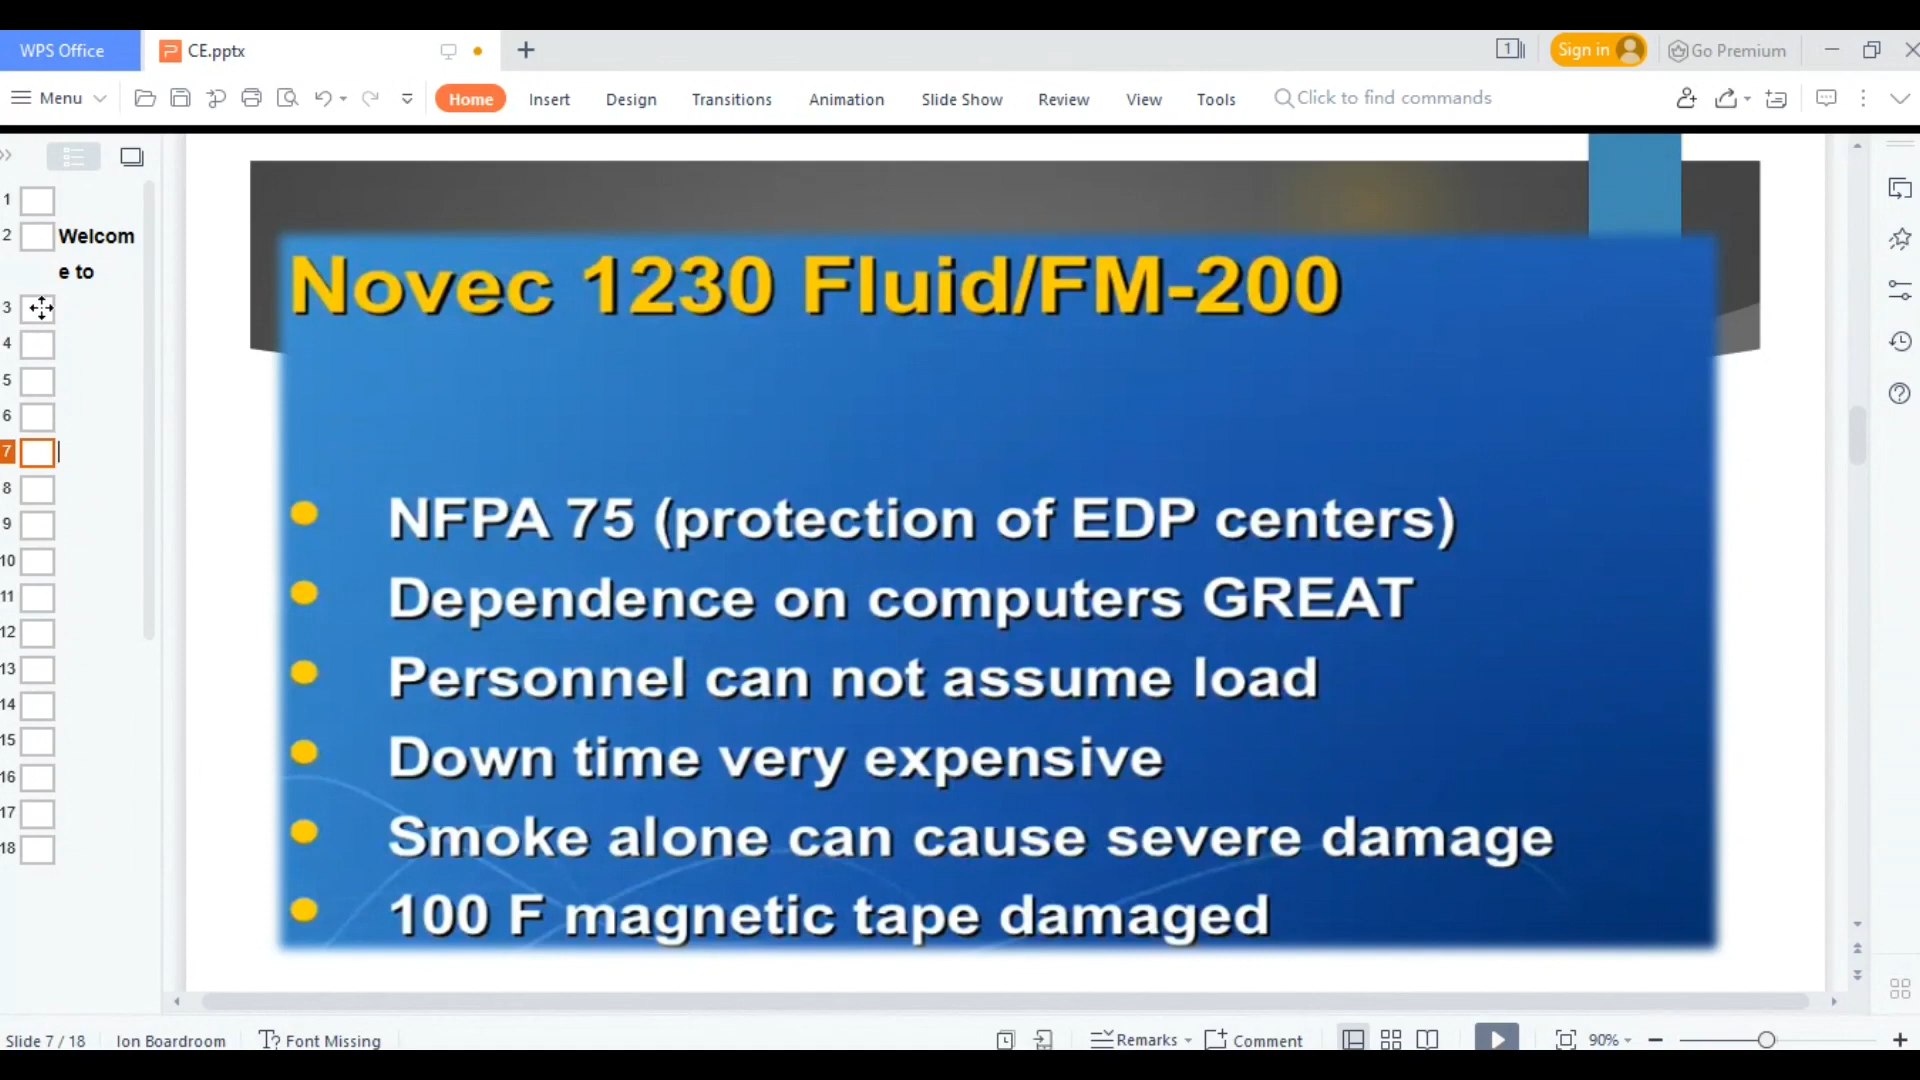 WPS Office
CE.pptx
1
Sign in
Go Premium
Menu
Home
Insert
Design
Transitions
Animation
Slide Show
Review
View
Tools
Click to find commands
1
2 Welcom
e to
3
4
5
6
7
8
9
10
11
12
13
14
15
16
17
18
Novec 1230 Fluid/FM-200
NFPA 75 (protection of EDP centers)
Dependence on computers GREAT
Personnel can not assume load
Down time very expensive
Smoke alone can cause severe damage
100 F magnetic tape damaged
Slide 7 / 18
Ion Boardroom
Font Missing
Remarks
Comment
90%